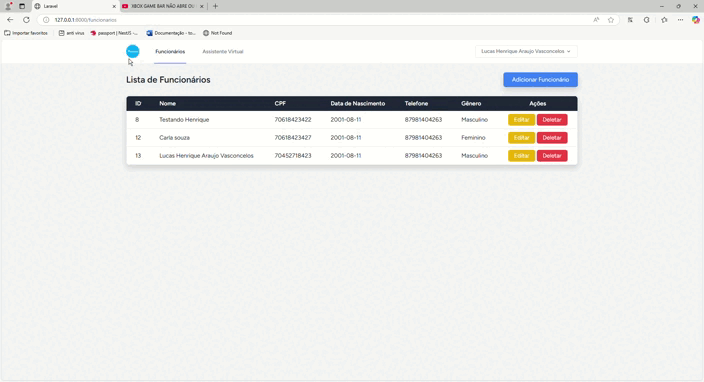 Laravel
XBOX GAME BAR NÃO ABRE OU
127.0.0.1:8000/funcionarios
Importar favoritos
anti virus
passport | NestJS -...
Documentação - to...
Not Found
Funcionários
Assistente Virtual
Lucas Henrique Araujo Vasconcelos
Lista de Funcionários
Adicionar Funcionário
ID Nome CPF Data de Nascimento Telefone Gênero Ações
8 Testando Henrique 70618423422 2001-08-11 87981404263 Masculino Editar Deletar
12 Carla souza 70618423427 2001-08-11 87981404263 Feminino Editar Deletar
13 Lucas Henrique Araujo Vasconcelos 70452718423 2001-08-11 87981404263 Masculino Editar Deletar